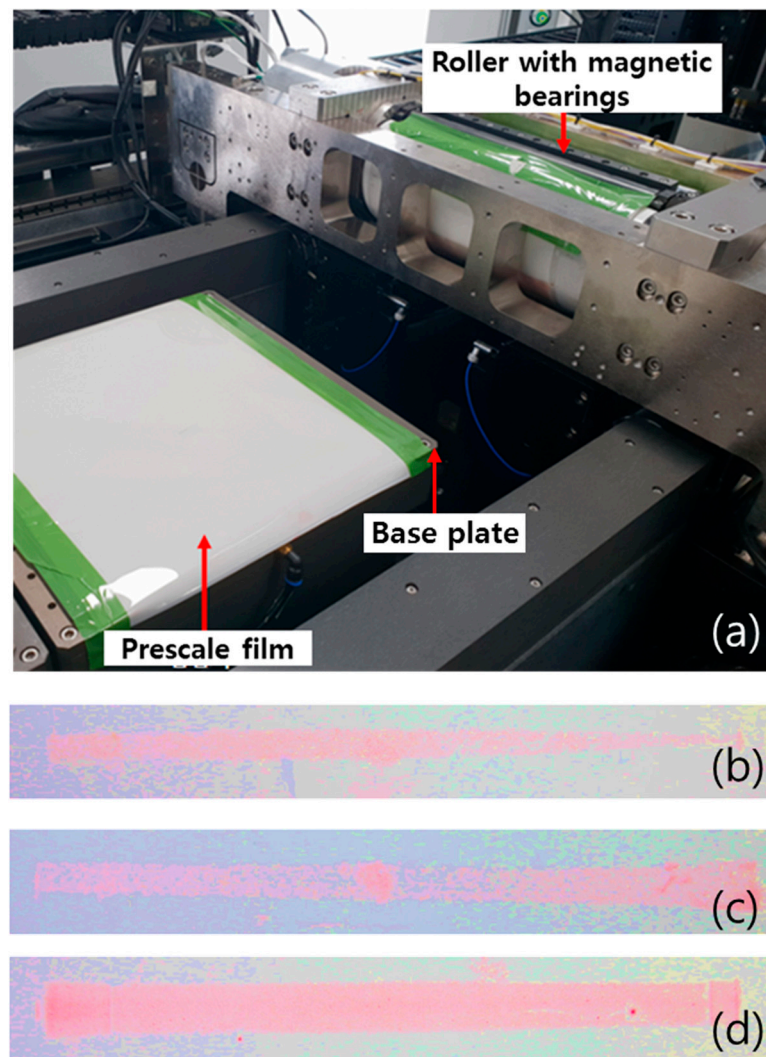 Roller with magnetic
bearings
Base plate
Prescale film
(a)
(b)
(c)
(d)